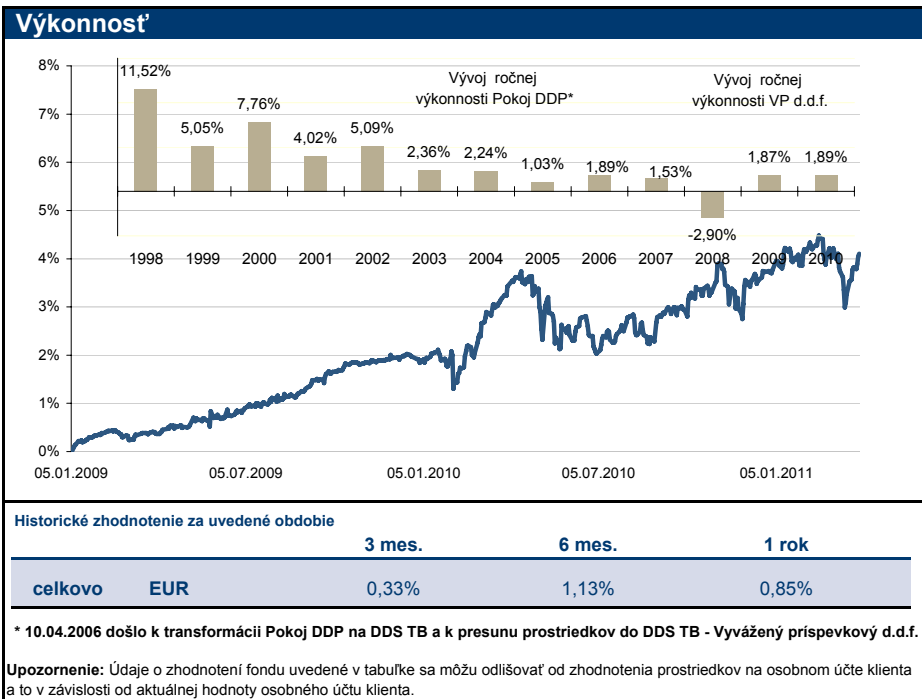 Výkonnosť
8%
7%
6%
5%
4%
3%
2%
1%
0%
Vývoj ročnej
výkonnosti Pokoj DDP*
Vývoj ročnej
výkonnosti VP d.d.f.
11,52%
5,05%
7,76%
4,02%
5,09%
2,36%
2,24%
1,03%
1,89%
1,53%
-2,90%
1,87%
1,89%
1998 1999 2000 2001 2002 2003 2004 2005 2006 2007 2008 2009 2010
05.01.2009 05.07.2009 05.01.2010 05.07.2010 05.01.2011
Historické zhodnotenie za uvedené obdobie
3 mes. 6 mes. 1 rok
celkovo EUR 0,33% 1,13% 0,85%
* 10.04.2006 došlo k transformácii Pokoj DDP na DDS TB a k presunu prostriedkov do DDS TB - Vyvážený príspevkový d.d.f.
Upozornenie: Údaje o zhodnotení fondu uvedené v tabuľke sa môžu odlišovať od zhodnotenia prostriedkov na osobnom účte klienta
a to v závislosti od aktuálnej hodnoty osobného účtu klienta.